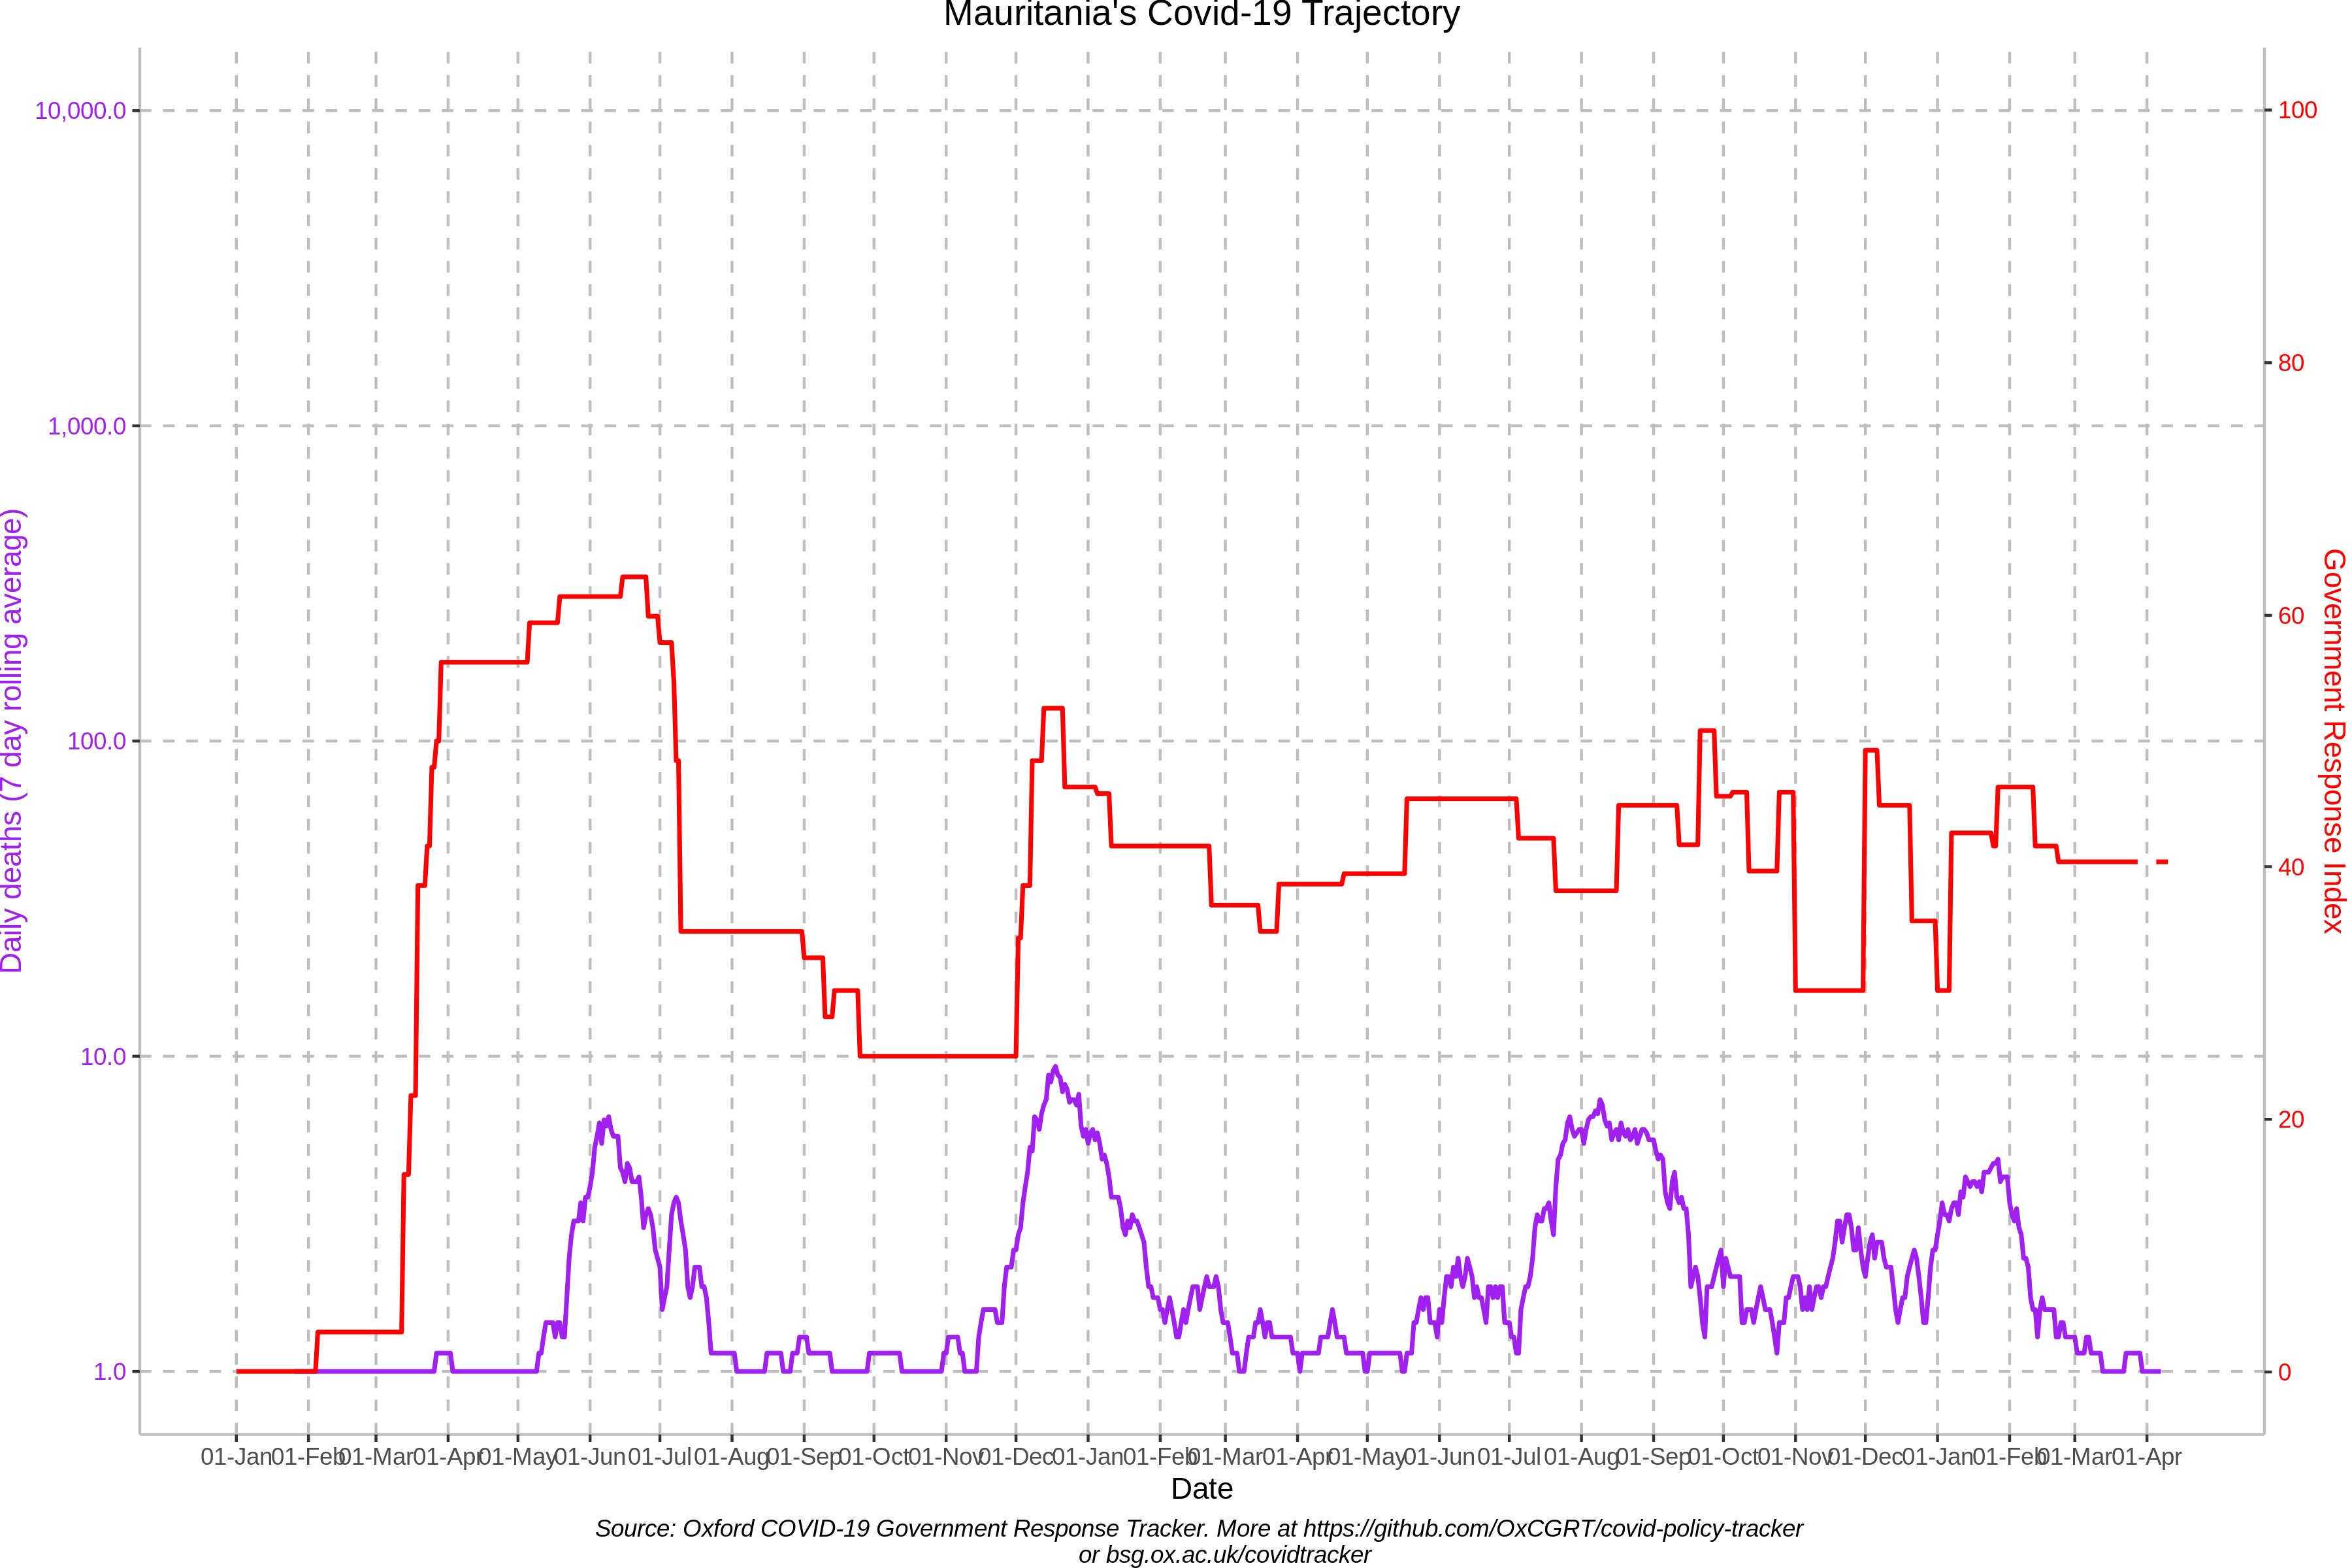 Mauritania's Covid-19 Trajectory
10,000.0
1,000.0
100.0
10.0
1.0
Daily deaths (7 day rolling average)
100
80
60
40
20
0
Government Response Index
01-Jan 01-Feb 01-Mar 01-Apr 01-May 01-Jun 01-Jul 01-Aug 01-Sep 01-Oct 01-Nov 01-Dec 01-Jan 01-Feb 01-Mar 01-Apr 01-May 01-Jun 01-Jul 01-Aug 01-Sep 01-Oct 01-Nov 01-Dec 01-Jan 01-Feb 01-Mar 01-Apr
Date
Source: Oxford COVID-19 Government Response Tracker. More at https://github.com/OxCGRT/covid-policy-tracker
or bsg.ox.ac.uk/covidtracker